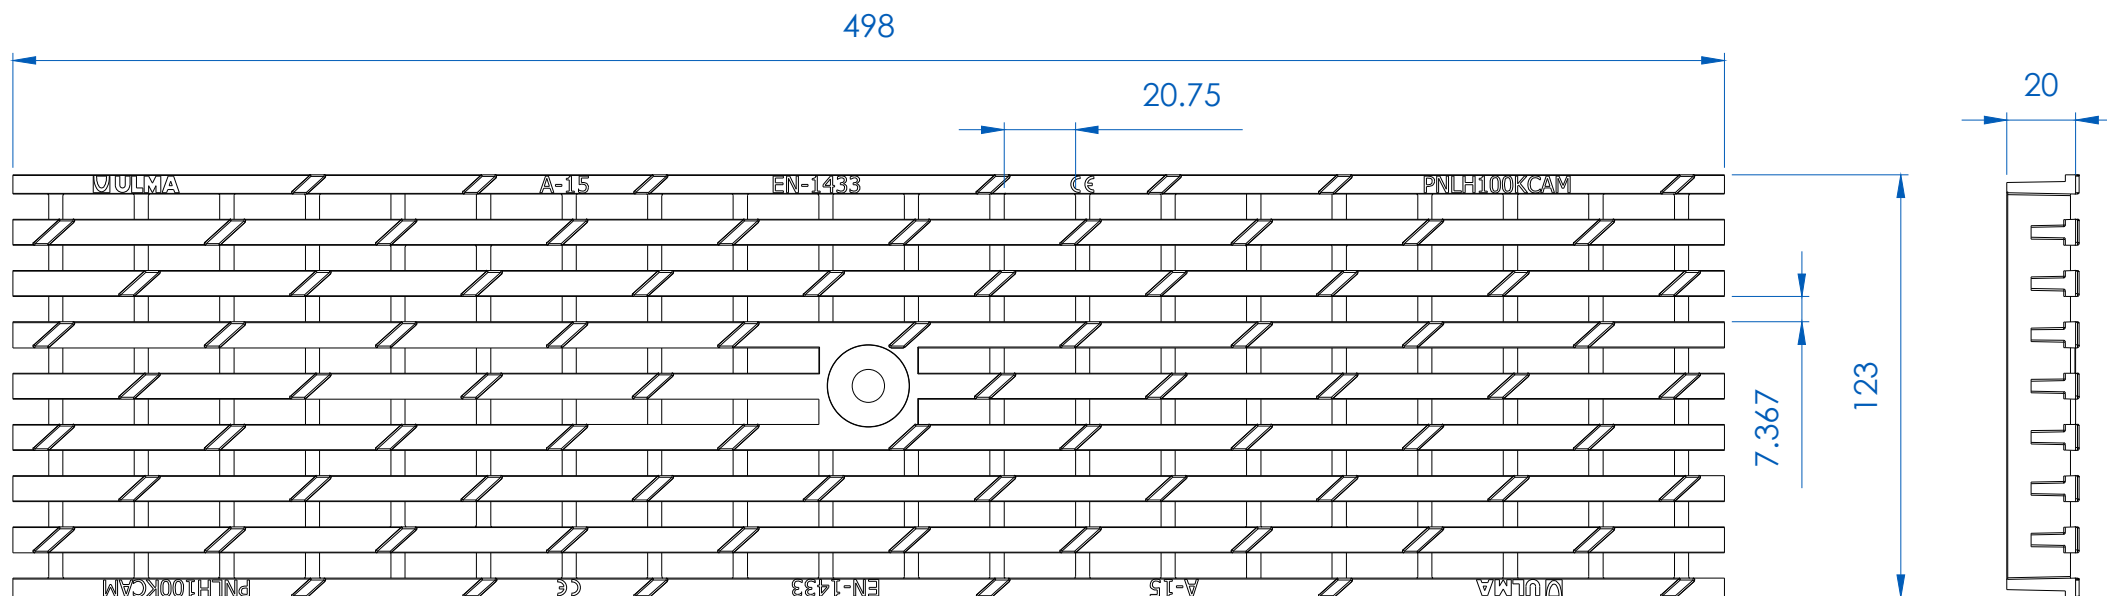 498
20.75
20
ULMA A-15 EN-1433 CE PNLH100KCAM
7.367
123
PNLH100KCAM CE EN-1433 A-15 ULMA